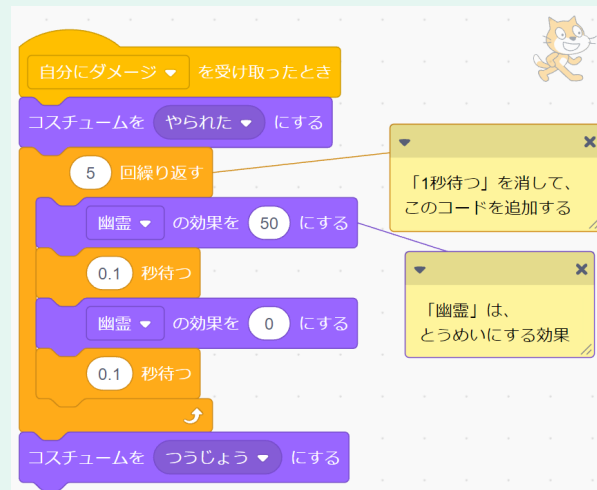 自分にダメージ を受け取ったとき
コスチュームを やられた にする
5 回繰り返す
幽霊 の効果を 50 にする
0.1 秒待つ
幽霊 の効果を 0 にする
0.1 秒待つ
コスチュームを つうじょう にする
「1秒待つ」を消して、
このコードを追加する
「幽霊」は、
とうめいにする効果